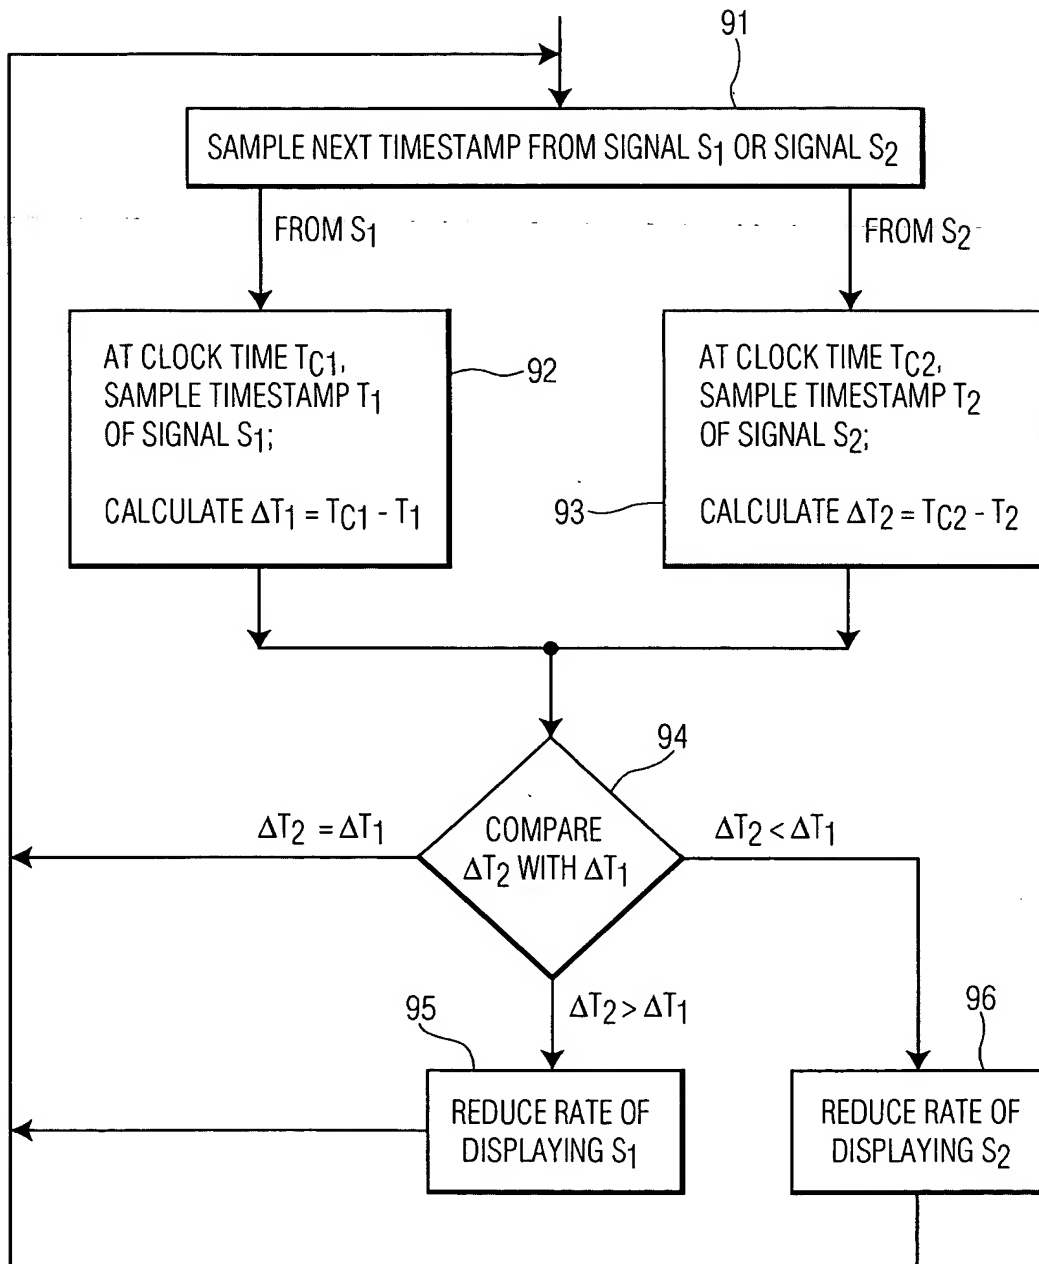 91
SAMPLE NEXT TIMESTAMP FROM SIGNAL S1 OR SIGNAL S2
FROM S1
FROM S2
AT CLOCK TIME TC1,
SAMPLE TIMESTAMP T1
OF SIGNAL S1;
CALCULATE ΔT1 = TC1 - T1
92
AT CLOCK TIME TC2,
SAMPLE TIMESTAMP T2
OF SIGNAL S2;
CALCULATE ΔT2 = TC2 - T2
93
94
COMPARE
ΔT2 WITH ΔT1
ΔT2 = ΔT1
ΔT2 < ΔT1
ΔT2 > ΔT1
95
REDUCE RATE OF
DISPLAYING S1
96
REDUCE RATE OF
DISPLAYING S2